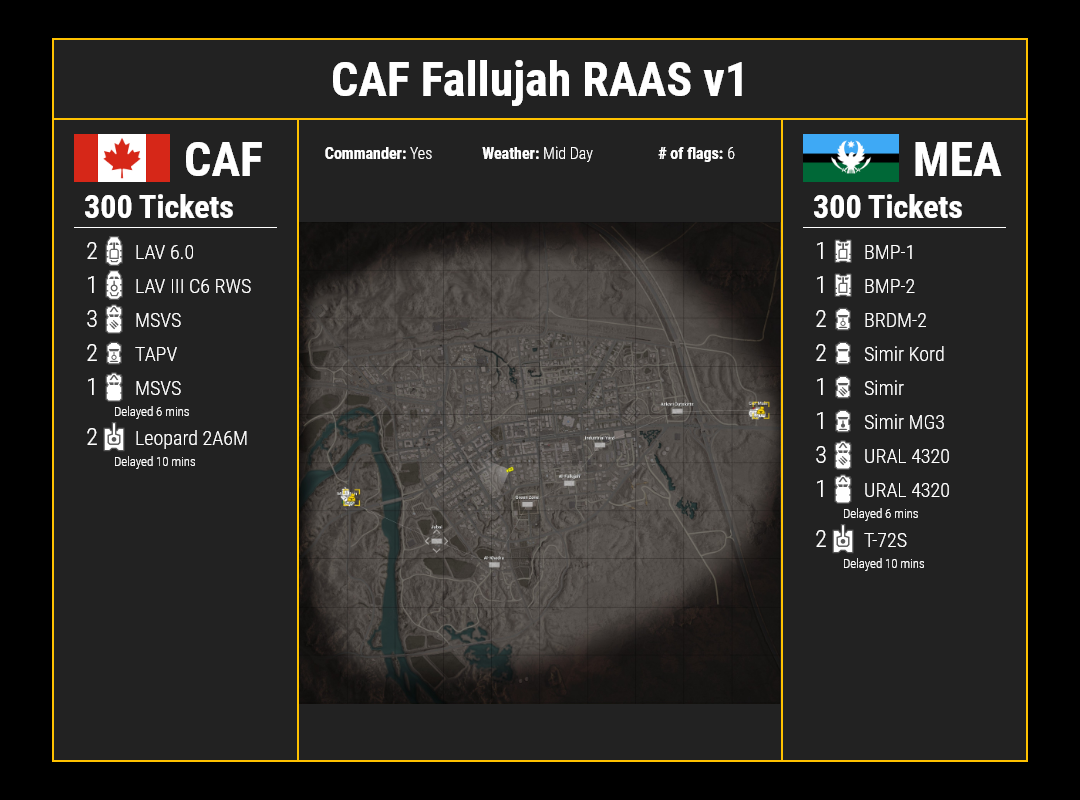 CAF Fallujah RAAS v1
CAF
300 Tickets
2 LAV 6.0
1 LAV III C6 RWS
3 MSVS
2 TAPV
1 MSVS
Delayed 6 mins
2 Leopard 2A6M
Delayed 10 mins
Commander: Yes
Weather: Mid Day
# of flags: 6
MEA
300 Tickets
1 BMP-1
1 BMP-2
2 BRDM-2
2 Simir Kord
1 Simir
1 Simir MG3
3 URAL 4320
1 URAL 4320
Delayed 6 mins
2 T-72S
Delayed 10 mins